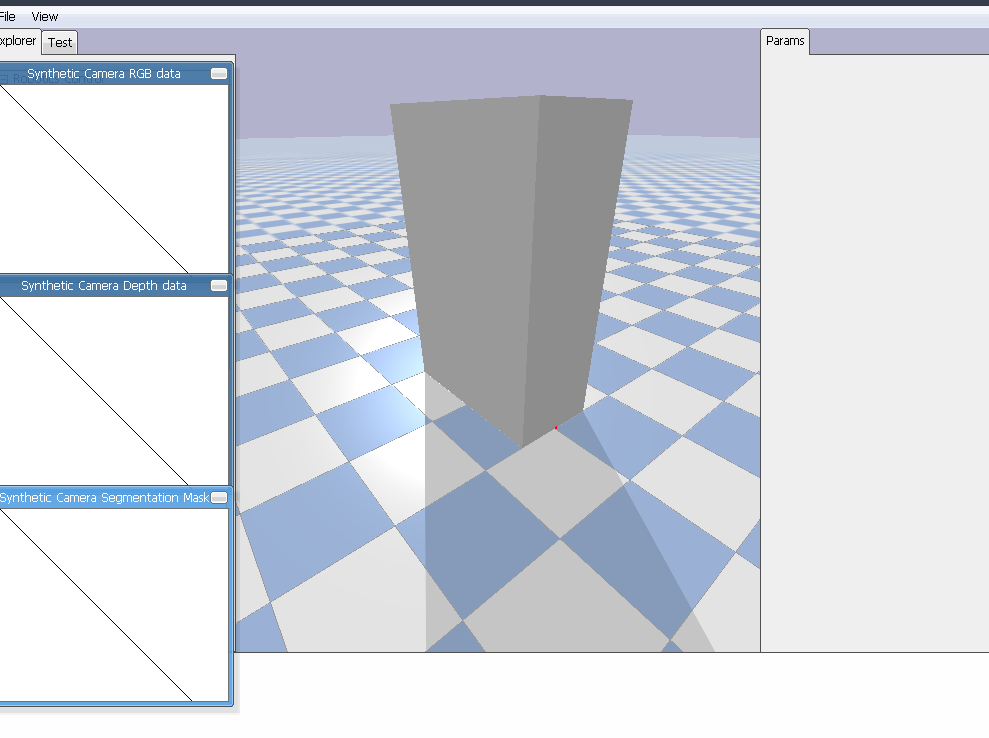 File View
xplorer Test
Params
Synthetic Camera RGB data
Synthetic Camera Depth data
Synthetic Camera Segmentation Mask